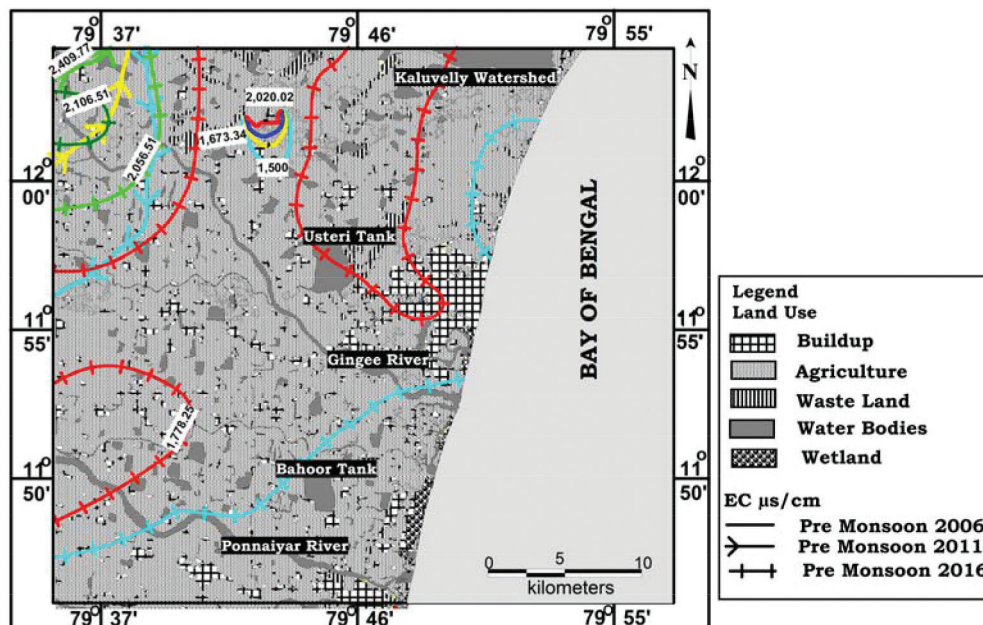 79° 37' 79° 46' 79° 55'
2,409.77
Kaluvelly Watershed
N
2,106.51
2,020.02
1,673.34
2,056.51
1,500
12° 00' 12° 00'
Usteri Tank
BAY OF BENGAL
11° 55' 11° 55'
Gingee River
1,778.25
Bahoor Tank
11° 50' 11° 50'
Ponnaiyar River
0 5 10
kilometers
79° 37' 79° 46' 79° 55'
Legend
Land Use
Buildup
Agriculture
Waste Land
Water Bodies
Wetland
EC µs/cm
Pre Monsoon 2006
Pre Monsoon 2011
Pre Monsoon 2016